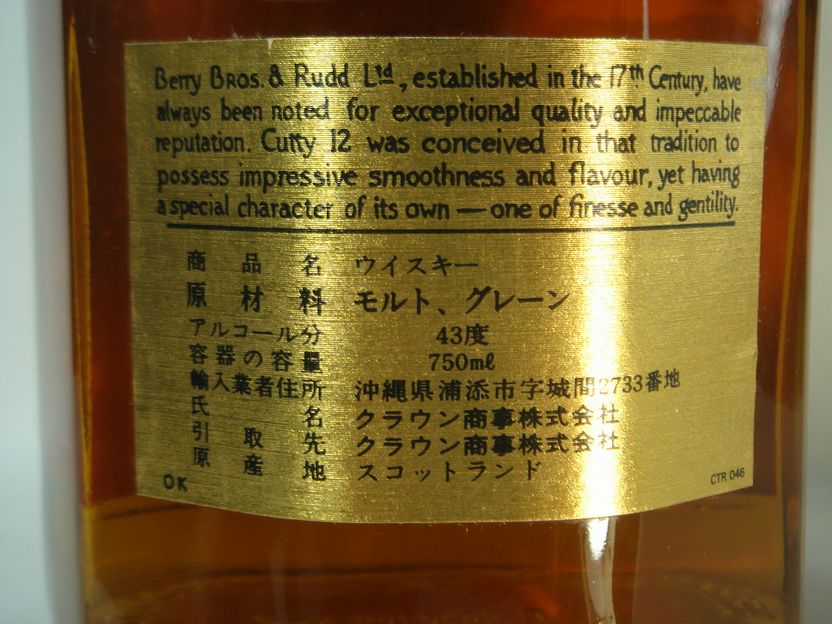 Berry Bros. & Rudd Ltd, established in the 17th Century, have
always been noted for exceptional quality and impeccable
reputation. Cutty 12 was conceived in that tradition to
possess impressive smoothness and flavour, yet having
a special character of its own — one of finesse and gentility.
商品名 ウイスキー
原材料 モルト、グレーン
アルコール分 43度
容器の容量 750mℓ
輸入業者住所 沖縄県浦添市字城間2733番地
氏名 クラウン商事株式会社
引取先 クラウン商事株式会社
原産地 スコットランド
OK
CTR 046